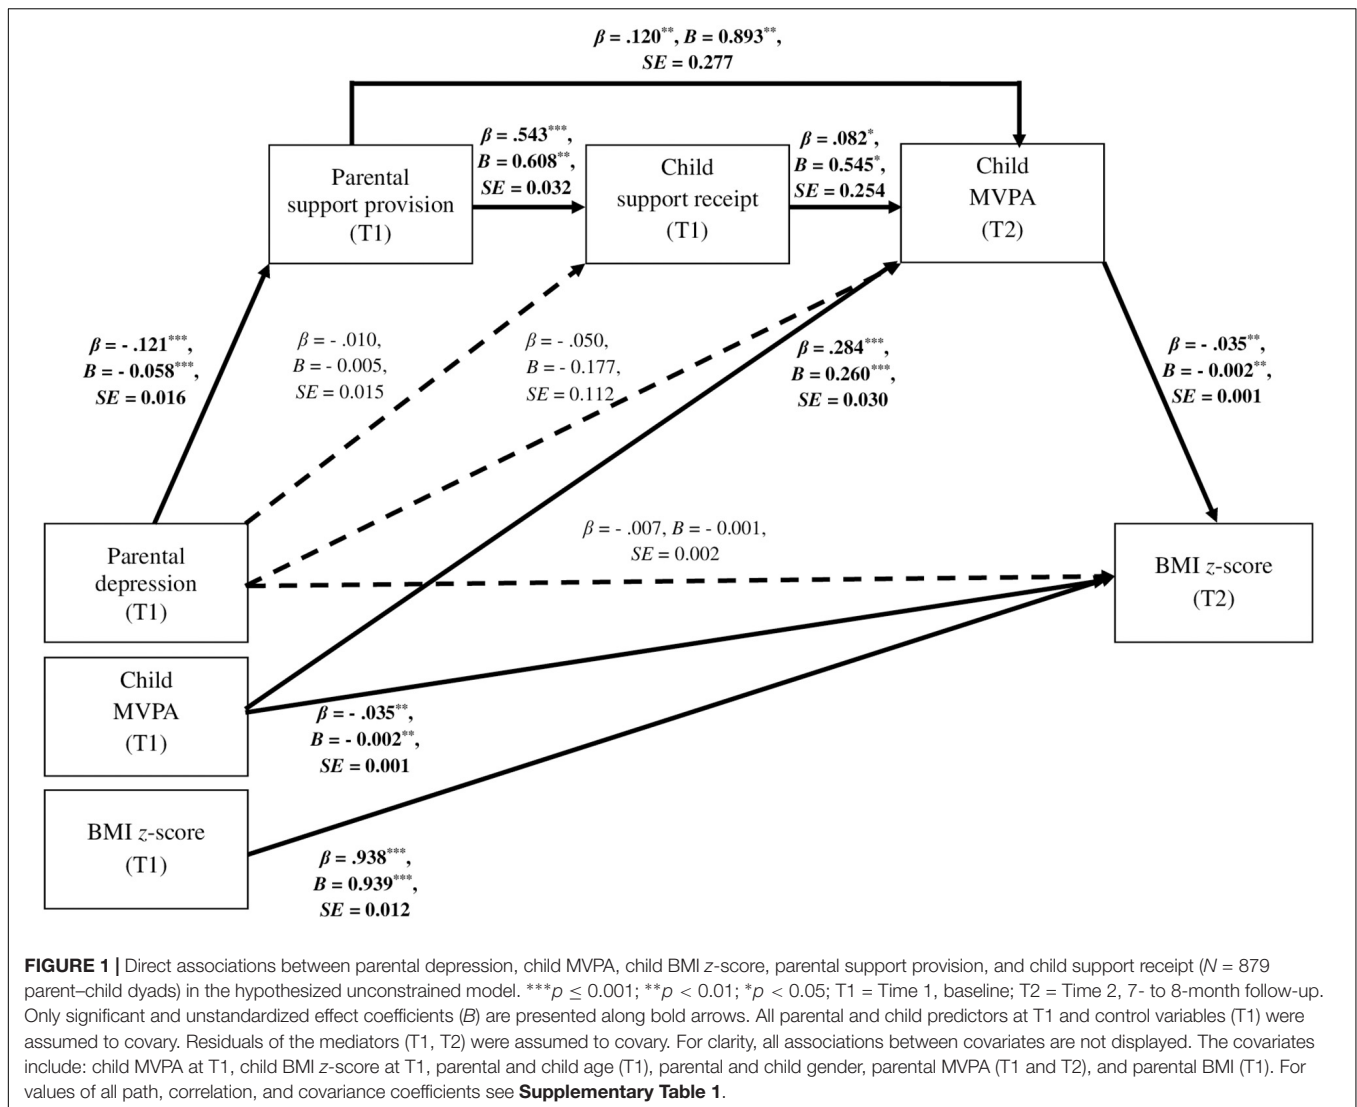 β = .120**, B = 0.893**,
SE = 0.277
β = .543***,
B = 0.608**,
SE = 0.032
β = .082*,
B = 0.545*,
SE = 0.254
Parental
support provision
(T1)
Child
support receipt
(T1)
Child
MVPA
(T2)
β = - .121***,
B = - 0.058***,
SE = 0.016
β = - .010,
B = - 0.005,
SE = 0.015
β = - .050,
B = - 0.177,
SE = 0.112
β = .284***,
B = 0.260***,
SE = 0.030
β = - .035**,
B = - 0.002**,
SE = 0.001
β = - .007, B = - 0.001,
SE = 0.002
Parental
depression
(T1)
BMI z-score
(T2)
Child
MVPA
(T1)
β = - .035**,
B = - 0.002**,
SE = 0.001
BMI z-score
(T1)
β = .938***,
B = 0.939***,
SE = 0.012
FIGURE 1 | Direct associations between parental depression, child MVPA, child BMI z-score, parental support provision, and child support receipt (N = 879
parent–child dyads) in the hypothesized unconstrained model. ***p ≤ 0.001; **p < 0.01; *p < 0.05; T1 = Time 1, baseline; T2 = Time 2, 7- to 8-month follow-up.
Only significant and unstandardized effect coefficients (B) are presented along bold arrows. All parental and child predictors at T1 and control variables (T1) were
assumed to covary. Residuals of the mediators (T1, T2) were assumed to covary. For clarity, all associations between covariates are not displayed. The covariates
include: child MVPA at T1, child BMI z-score at T1, parental and child age (T1), parental and child gender, parental MVPA (T1 and T2), and parental BMI (T1). For
values of all path, correlation, and covariance coefficients see Supplementary Table 1.